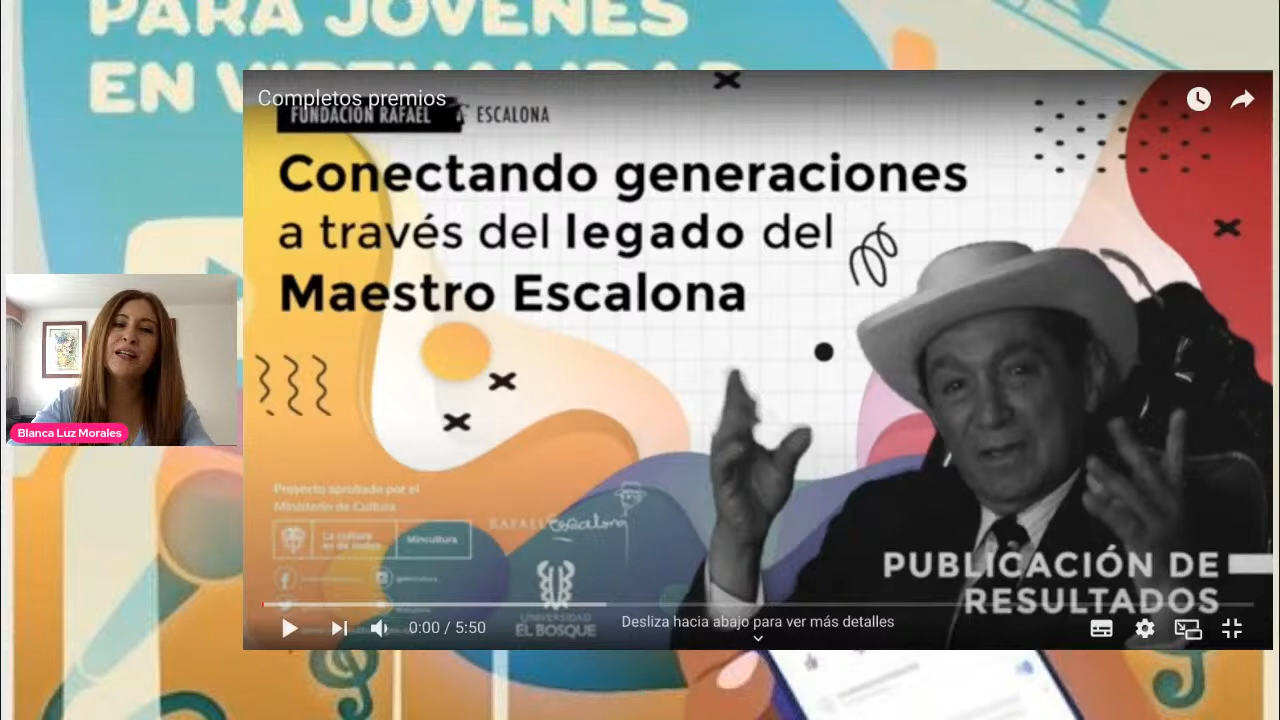 PARA JÓVENES
EN VIRTUALIDAD
Completos premios
FUNDACIÓN RAFAEL ESCALONA
Conectando generaciones
a través del legado del
Maestro Escalona
Blanca Luz Morales
Proyecto aprobado por el
Ministerio de Cultura
La cultura
es de todos
Mincultura
RAFAEL Escalona
UNIVERSIDAD
EL BOSQUE
PUBLICACIÓN DE
RESULTADOS
0:00 / 5:50
Desliza hacia abajo para ver más detalles